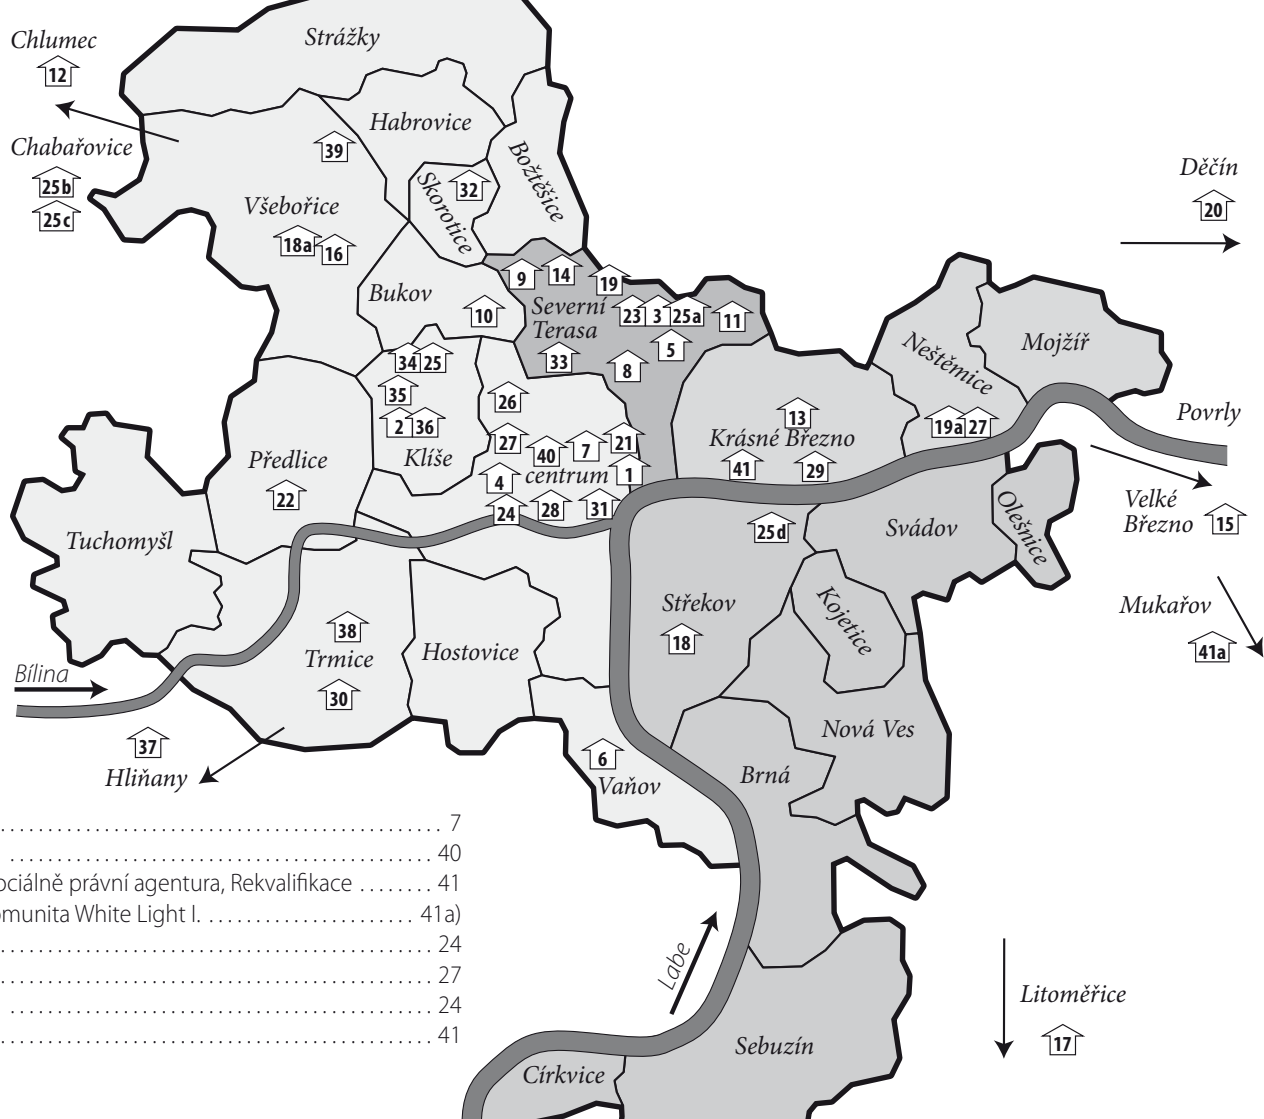 Strážky
Chlumec
12
Habrovice
Chabařovice
39
Božtěšice
25b
25c
Skorotice
32
Všebořice
18a
16
Děčín
20
Bukov
10
9
14
19
Severní
Terasa
23
3
25a
11
5
33
8
34
25
35
2
36
Klíše
26
27
40
7
21
centrum
4
1
24
28
31
Neštěmice
Mojžíř
19a
27
Povrly
13
Krásné Březno
41
29
Předlice
22
Tuchomyšl
25d
Svádov
Olešnice
Velké
Březno
15
Mukařov
41a
Střekov
18
Kojetice
38
Trmice
30
Hostovice
Bílina
37
Hliňany
6
Vaňov
Nová Ves
Brná
7
40
ociálně právní agentura, Rekvalifikace ........ 41
omunita White Light I. .................... 41a)
24
27
24
41
Labe
Litoměřice
17
Sebuzín
Církvice